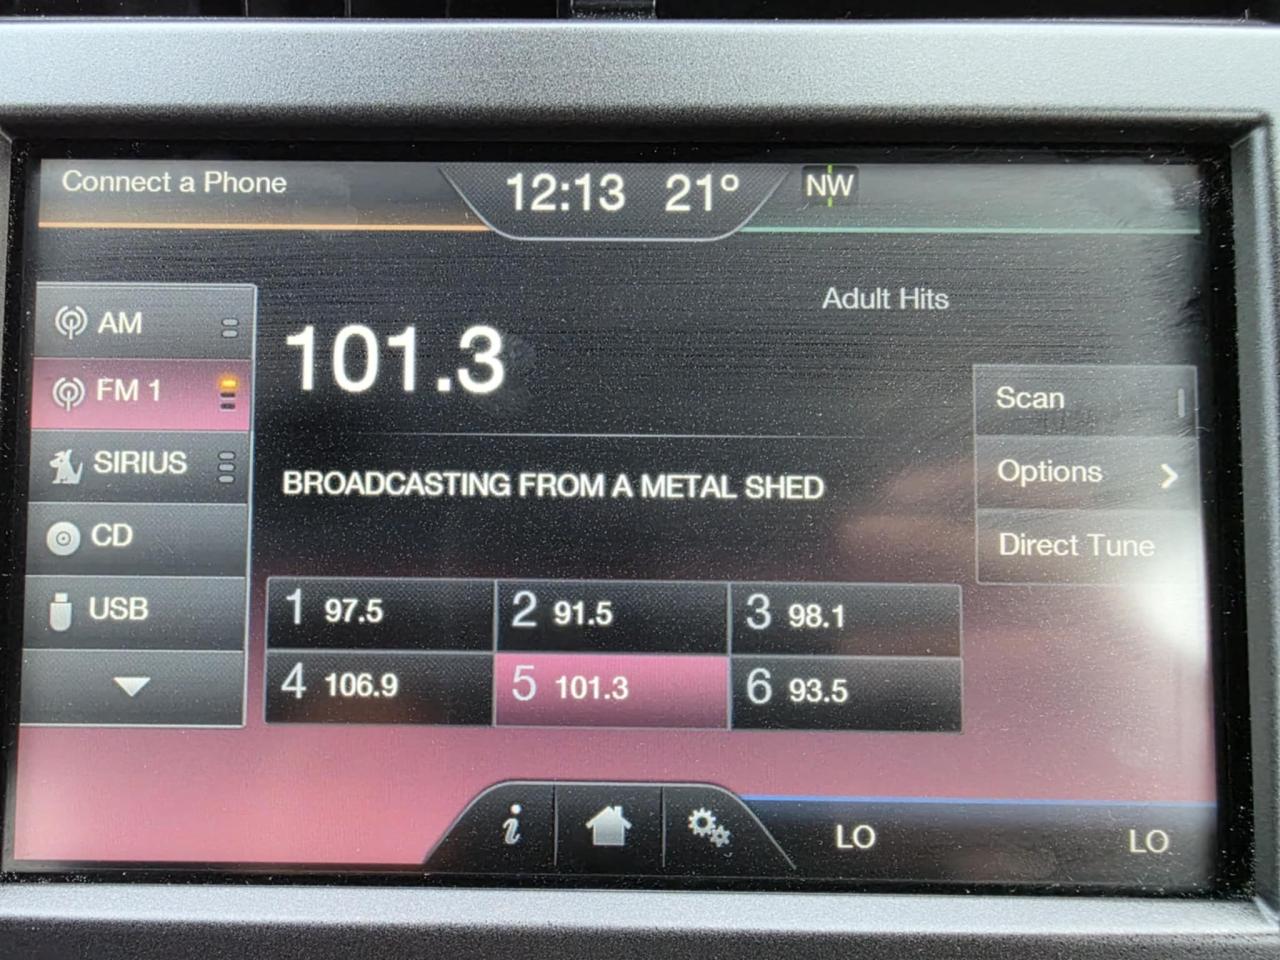 Connect a Phone
12:13 21° NW
AM
FM 1
SIRIUS
CD
USB
Adult Hits
101.3
BROADCASTING FROM A METAL SHED
Scan
Options
Direct Tune
1 97.5
2 91.5
3 98.1
4 106.9
5 101.3
6 93.5
i
LO
LO